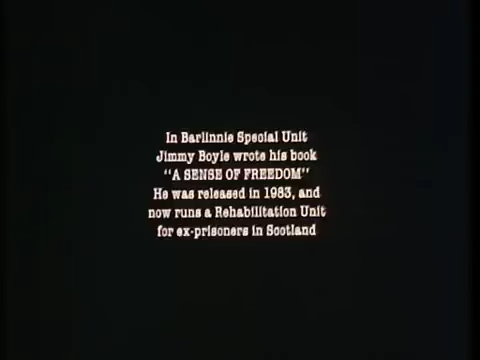 In Barlinnie Special Unit
Jimmy Boyle wrote his book
"A SENSE OF FREEDOM"
He was released in 1983, and
now runs a Rehabilitation Unit
for ex-prisoners in Scotland